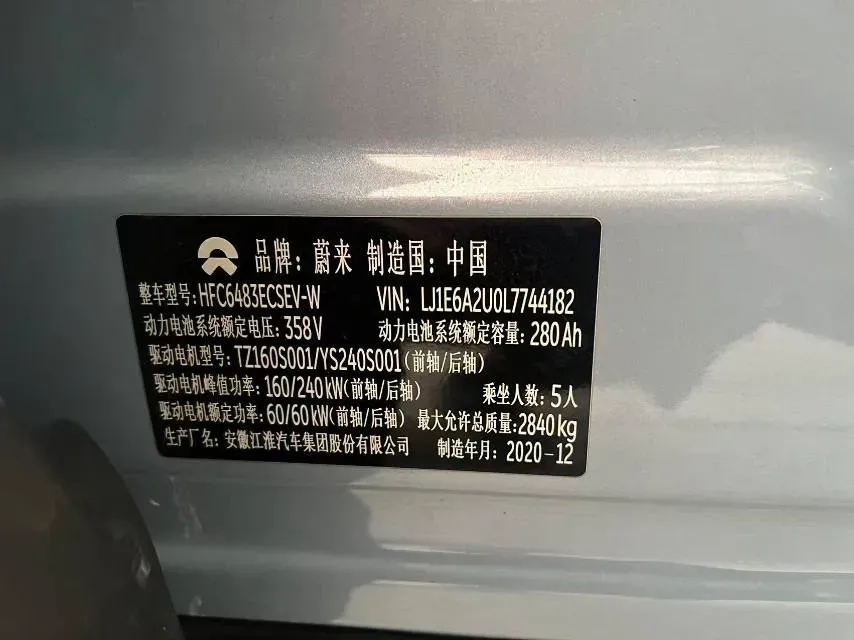 品牌：蔚来 制造国：中国
整车型号：HFC6483ECSEV-W VIN：LJ1E6A2U0L7744182
动力电池系统额定电压：358V 动力电池系统额定容量：280Ah
驱动电机型号：TZ160S001/YS240S001(前轴/后轴)
驱动电机峰值功率：160/240kW(前轴/后轴) 乘坐人数：5人
驱动电机额定功率：60/60kW(前轴/后轴) 最大允许总质量：2840kg
生产厂名：安徽江淮汽车集团股份有限公司 制造年月：2020-12